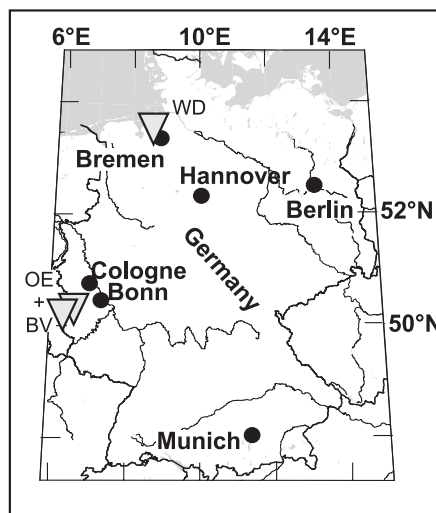 6°E 10°E 14°E
WD
Bremen
Hannover
Berlin
52°N
Germany
OE
Cologne
+
Bonn
BV
50°N
Munich